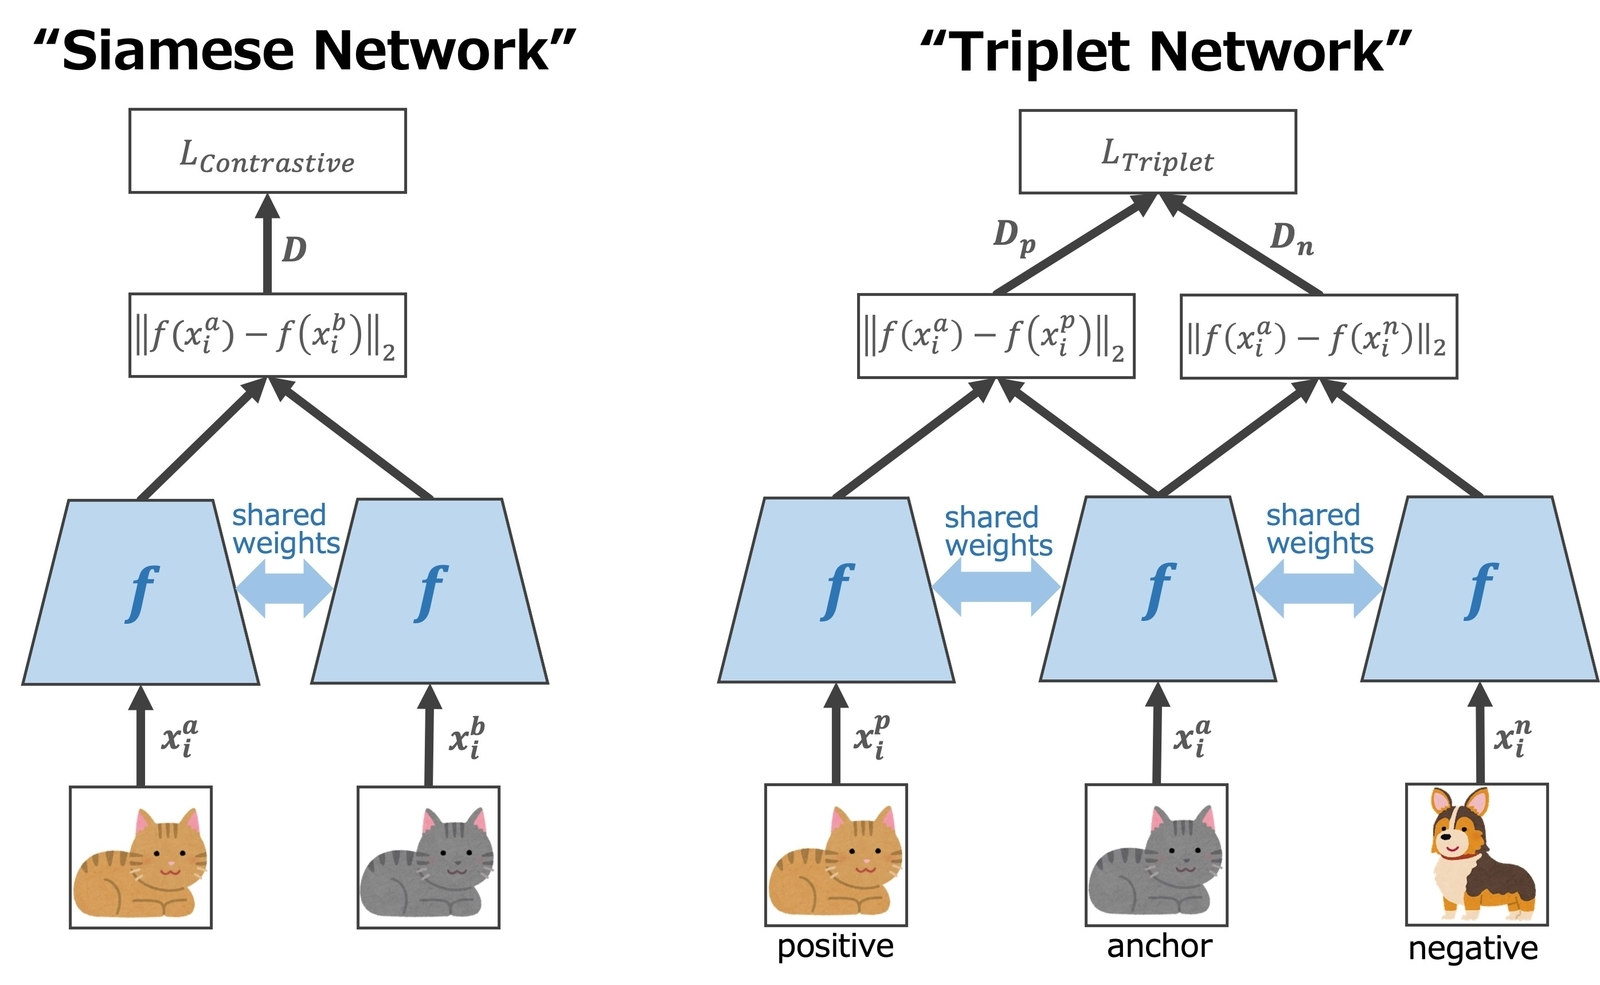 “Siamese Network”
L_Contrastive
D
‖f(x_i^a) − f(x_i^b)‖_2
shared
weights
f
f
x_i^a
x_i^b
“Triplet Network”
L_Triplet
D_p
D_n
‖f(x_i^a) − f(x_i^p)‖_2
‖f(x_i^a) − f(x_i^n)‖_2
shared
weights
shared
weights
f
f
f
x_i^p
x_i^a
x_i^n
positive
anchor
negative